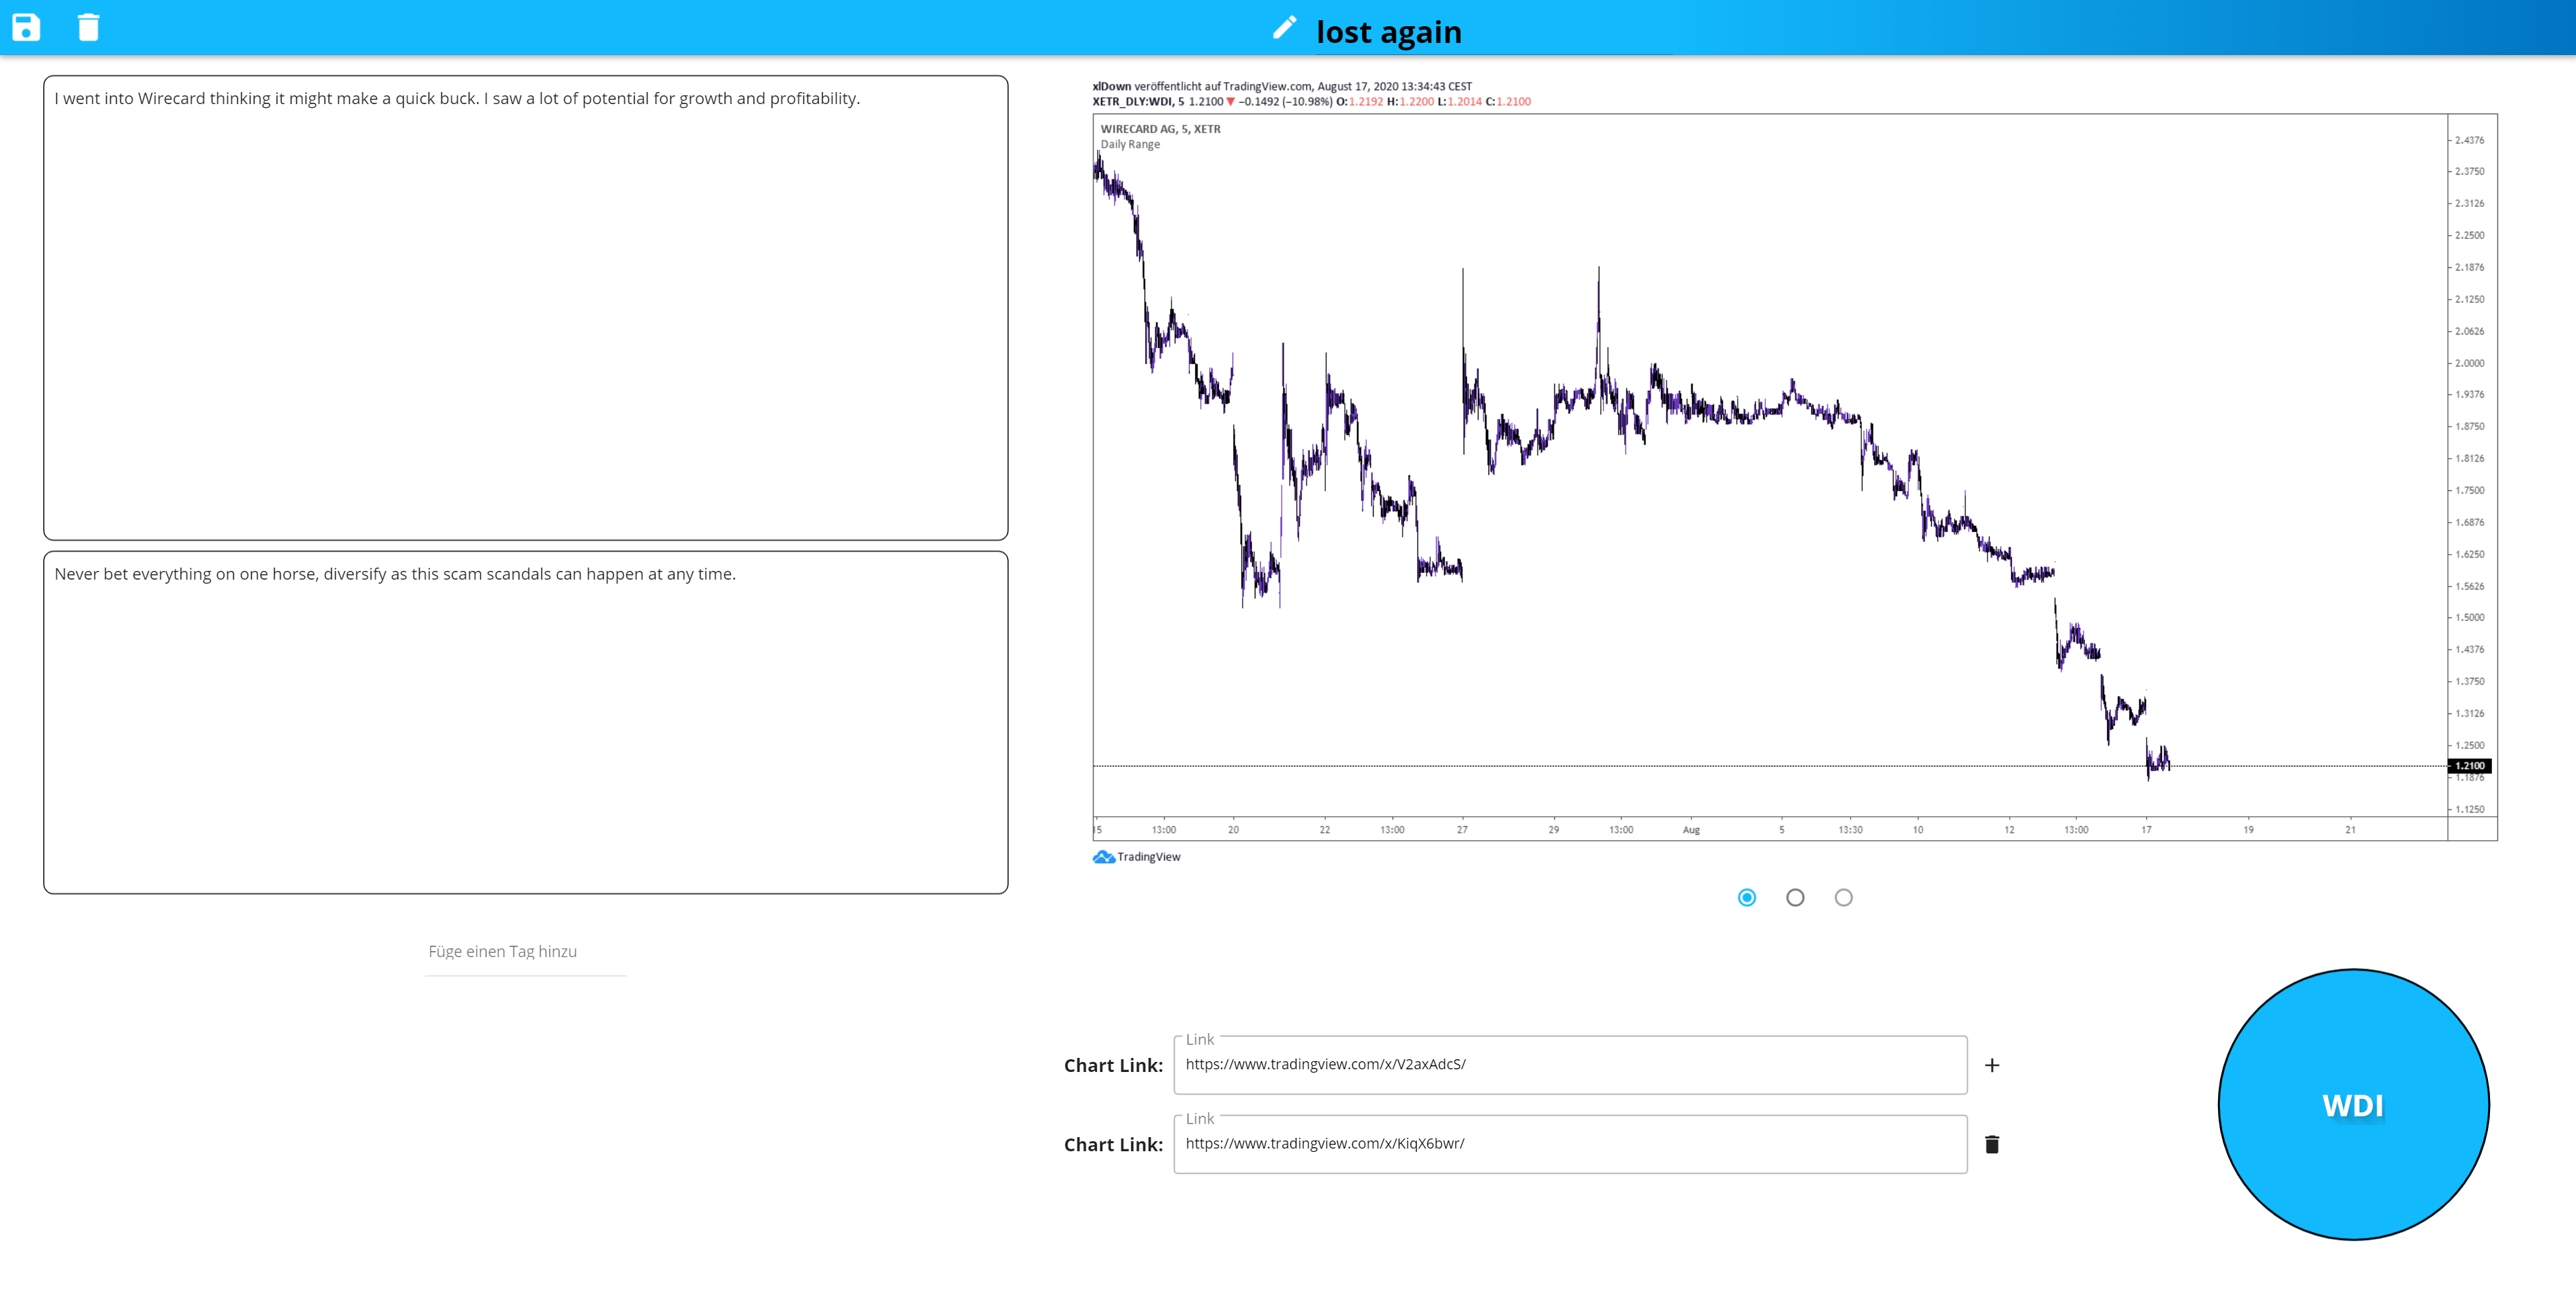 lost again
I went into Wirecard thinking it might make a quick buck. I saw a lot of potential for growth and profitability.
Never bet everything on one horse, diversify as this scam scandals can happen at any time.
Füge einen Tag hinzu
xlDown veröffentlicht auf TradingView.com, August 17, 2020 13:34:43 CEST
XETR_DLY:WDI, 5 1.2100 ▼ −0.1492 (−10.98%) O:1.2192 H:1.2200 L:1.2014 C:1.2100
WIRECARD AG, 5, XETR
Daily Range
2.4376
2.3750
2.3126
2.2500
2.1876
2.1250
2.0626
2.0000
1.9376
1.8750
1.8126
1.7500
1.6876
1.6250
1.5626
1.5000
1.4376
1.3750
1.3126
1.2500
1.2100
1.1876
1.1250
15 13:00 20 22 13:00 27 29 13:00 Aug 5 13:30 10 12 13:00 17 19 21
TradingView
Link
Chart Link: https://www.tradingview.com/x/V2axAdcS/ +
Link
Chart Link: https://www.tradingview.com/x/KiqX6bwr/
WDI